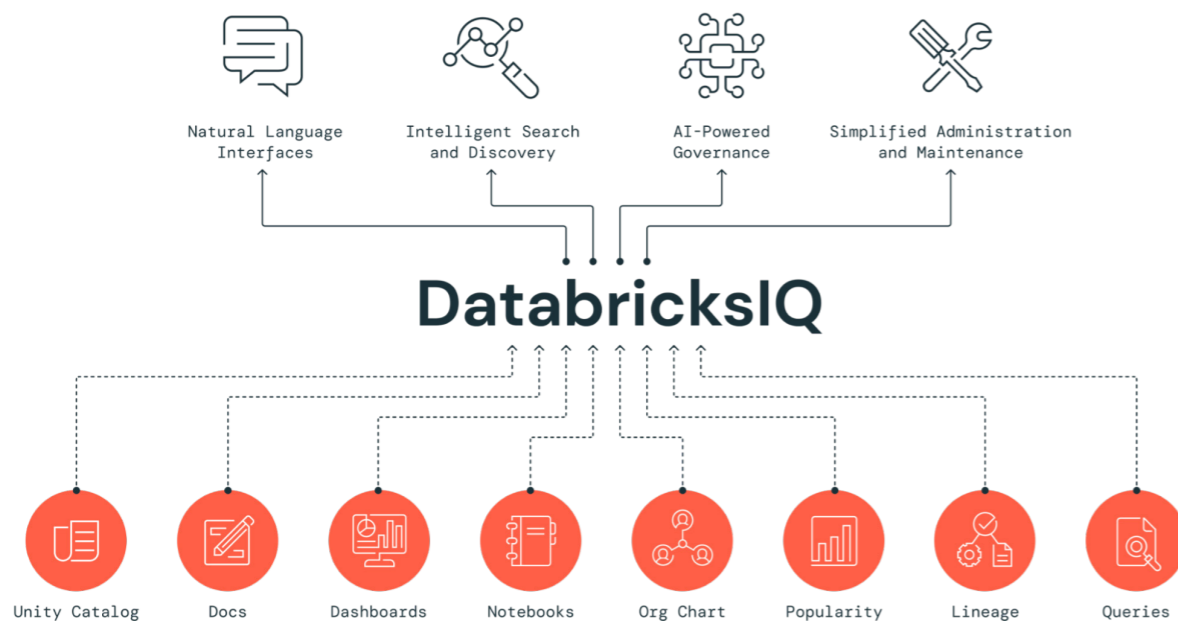 Natural Language
Interfaces
Intelligent Search
and Discovery
AI-Powered
Governance
Simplified Administration
and Maintenance
DatabricksIQ
Unity Catalog
Docs
Dashboards
Notebooks
Org Chart
Popularity
Lineage
Queries